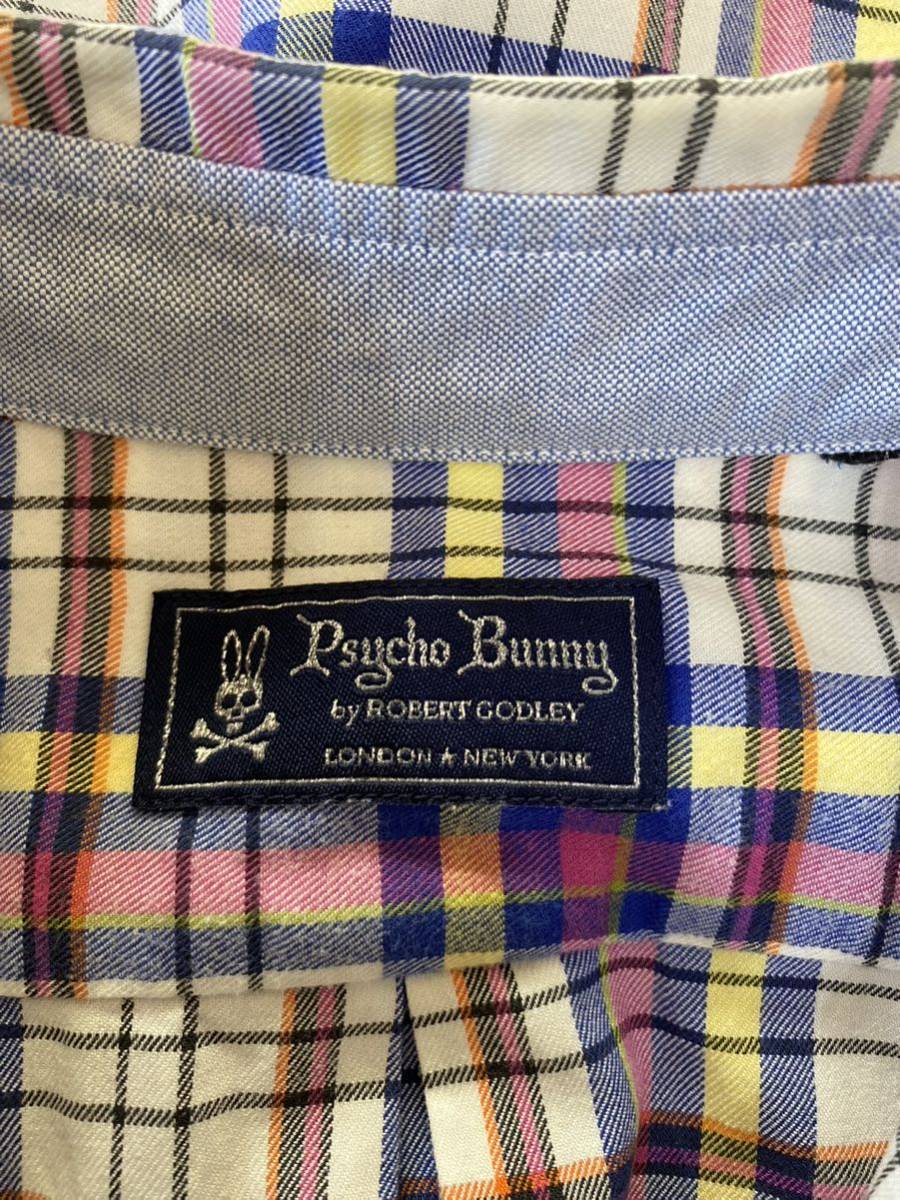 Psycho Bunny
by ROBERT GODLEY
LONDON ★ NEW YORK